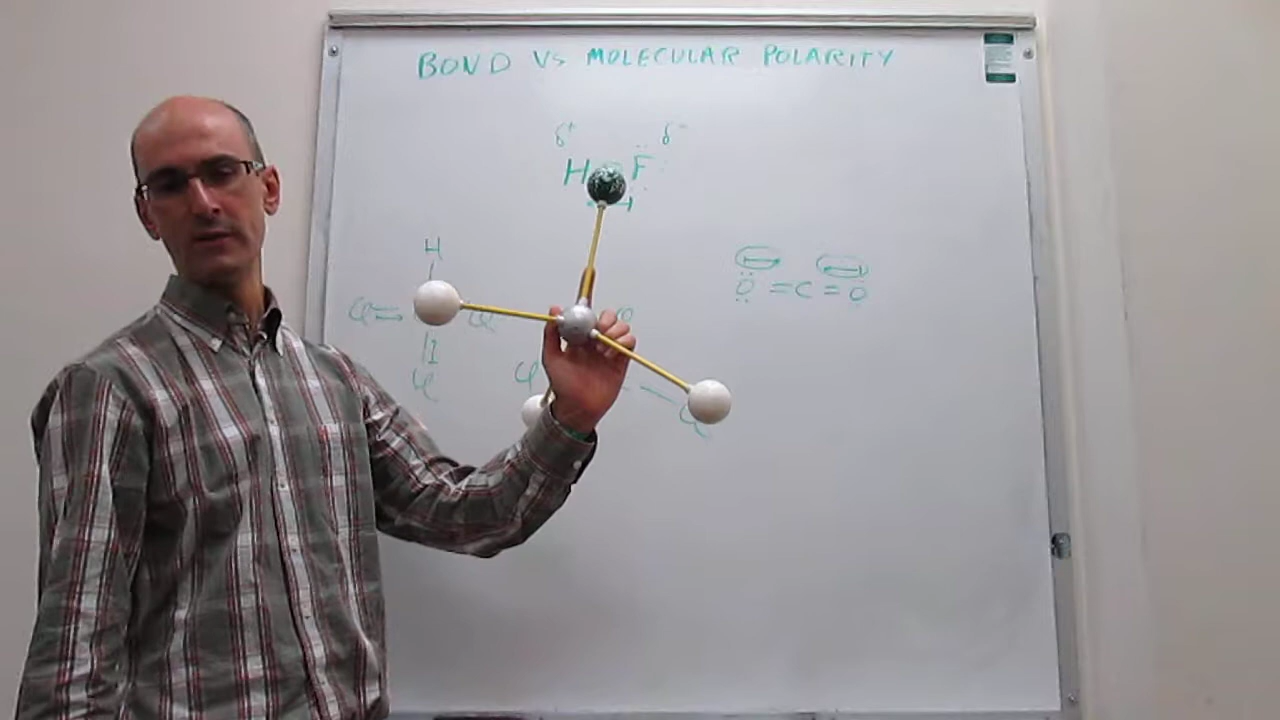 BOND VS MOLECULAR POLARITY
δ+ δ-
H F
H
O = C = O
Cl
Cl